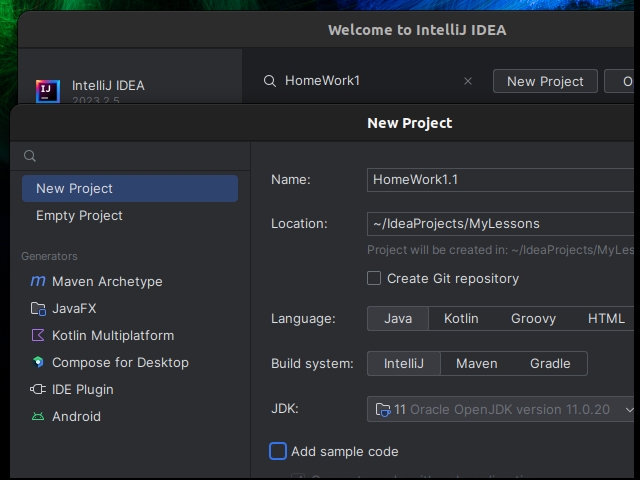 Welcome to IntelliJ IDEA
IntelliJ IDEA
2023.2.5
HomeWork1
New Project
New Project
New Project
Empty Project
Generators
Maven Archetype
JavaFX
Kotlin Multiplatform
Compose for Desktop
IDE Plugin
Android
Name:
HomeWork1.1
Location:
~/IdeaProjects/MyLessons
Project will be created in: ~/IdeaProjects/MyLes
Create Git repository
Language:
Java Kotlin Groovy HTML
Build system:
IntelliJ Maven Gradle
JDK:
11 Oracle OpenJDK version 11.0.20
Add sample code